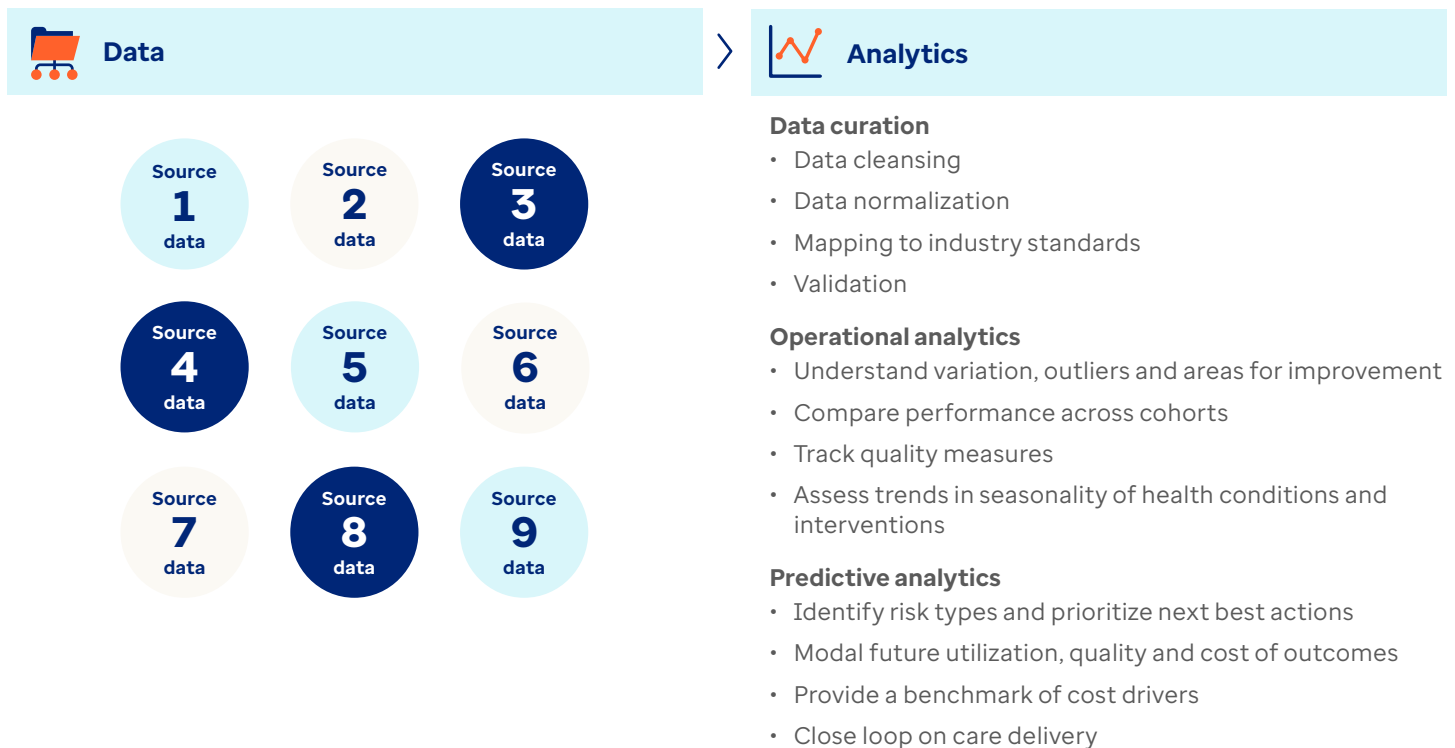 Data
Source
1
data
Source
2
data
Source
3
data
Source
4
data
Source
5
data
Source
6
data
Source
7
data
Source
8
data
Source
9
data
Analytics
Data curation
• Data cleansing
• Data normalization
• Mapping to industry standards
• Validation
Operational analytics
• Understand variation, outliers and areas for improvement
• Compare performance across cohorts
• Track quality measures
• Assess trends in seasonality of health conditions and
interventions
Predictive analytics
• Identify risk types and prioritize next best actions
• Modal future utilization, quality and cost of outcomes
• Provide a benchmark of cost drivers
• Close loop on care delivery